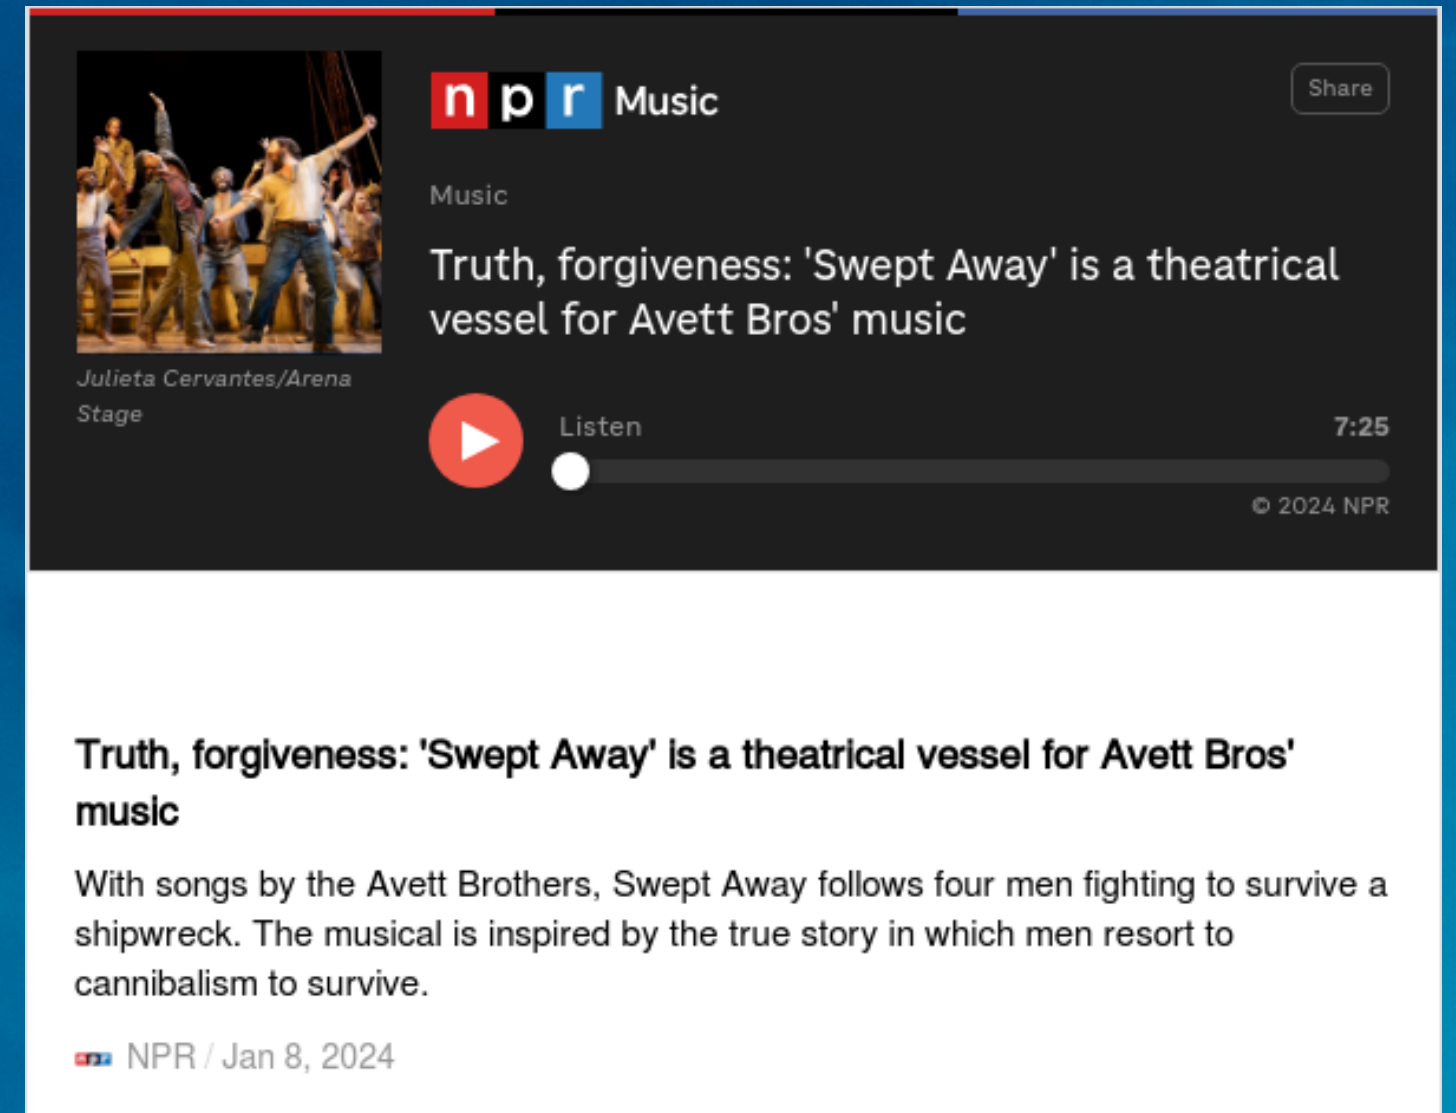 npr Music
Share
Music
Truth, forgiveness: 'Swept Away' is a theatrical
vessel for Avett Bros' music
Julieta Cervantes/Arena
Stage
Listen
7:25
© 2024 NPR
Truth, forgiveness: 'Swept Away' is a theatrical vessel for Avett Bros'
music
With songs by the Avett Brothers, Swept Away follows four men fighting to survive a
shipwreck. The musical is inspired by the true story in which men resort to
cannibalism to survive.
npr NPR / Jan 8, 2024